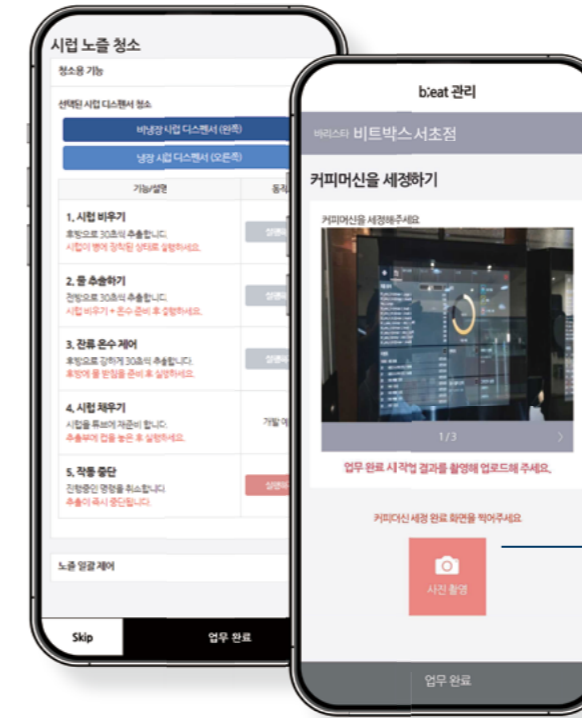 시럽 노즐 청소
청소용 기능
선택된 시럽 디스펜서 청소
비냉장 시럽 디스펜서 (왼쪽)
냉장 시럽 디스펜서 (오른쪽)
기능/설명
동작
1. 시럽 비우기
후방으로 30초씩 추출합니다.
시럽이 병에 장착된 상태로 실행하세요.
2. 물 추출하기
전방으로 30초씩 추출합니다.
시럽 비우기 + 온수 준비 후 실행하세요.
3. 잔류 온수 제어
후방으로 강하게 30초씩 추출합니다.
후방에 물 받침을 준비 후 실행하세요.
4. 시럽 채우기
시럽을 튜브에 재준비 합니다.
추출부에 컵을 놓은 후 실행하세요.
개발 예
5. 작동 중단
진행중인 명령을 취소합니다.
추출이 즉시 중단됩니다.
노즐 일괄 제어
Skip
업무 완료
b;eat 관리
바리스타 비트박스 서초점
커피머신을 세정하기
커피머신을 세정해주세요
1/3
업무 완료 시 작업 결과를 촬영해 업로드해 주세요.
커피머신 세정 완료 화면을 찍어주세요
사진 촬영
업무 완료